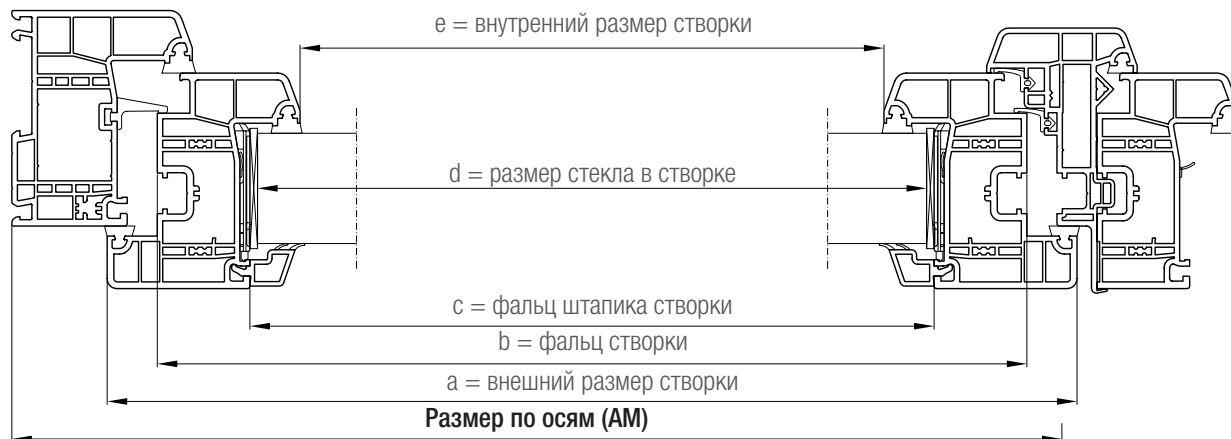 e = внутренний размер створки
d = размер стекла в створке
c = фальц штапика створки
b = фальц створки
a = внешний размер створки
Размер по осям (AM)